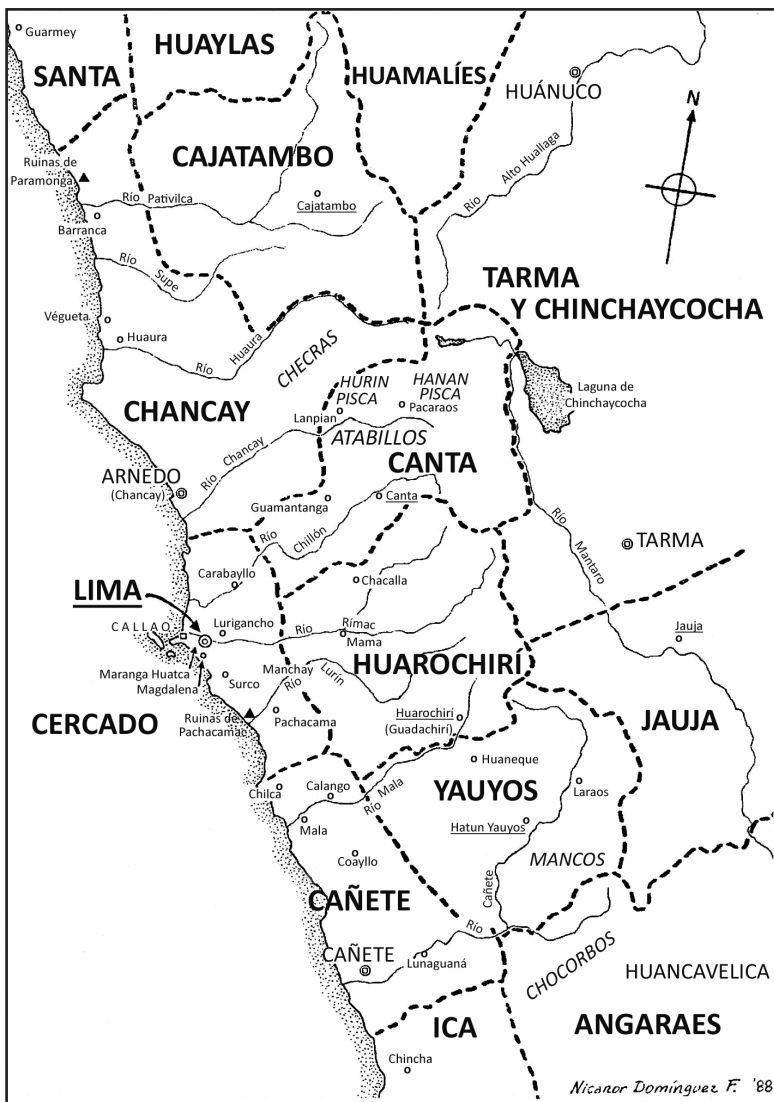 Guarmey
HUAYLAS
SANTA
HUAMALÍES
HUÁNUCO
N
CAJATAMBO
Ruinas de
Paramonga
Río Pativilca
Cajatambo
Río Alto Huallaga
Barranca
Río Supe
TARMA
Y CHINCHAYCOCHA
Végueta
Huaura
Río Huaura
CHECRAS
HURIN
PISCA
HANAN
PISCA
Laguna de
Chinchaycocha
CHANCAY
Lanpian
Pacaraos
ATABILLOS
Río Chancay
CANTA
ARNEDO
(Chancay)
Guamantanga
Canta
Río Chillón
Río Mantaro
TARMA
Carabayllo
Chacalla
LIMA
CALLAO
Lurigancho
Río Rímac
Mama
Jauja
Maranga Huatca
Magdalena
Surco
Manchay
Río Lurín
HUAROCHIRÍ
CERCADO
Ruinas de
Pachacamac
Pachacama
Huarochirí
(Guadachirí)
JAUJA
Huaneque
Chilca
Calango
Río Mala
YAUYOS
Laraos
Mala
Hatun Yauyos
Coayllo
MANCOS
CAÑETE
Río Cañete
CAÑETE
Lunaguaná
CHOCORBOS
HUANCAVELICA
ICA
ANGARAES
Chincha
Nicanor Domínguez F. '88